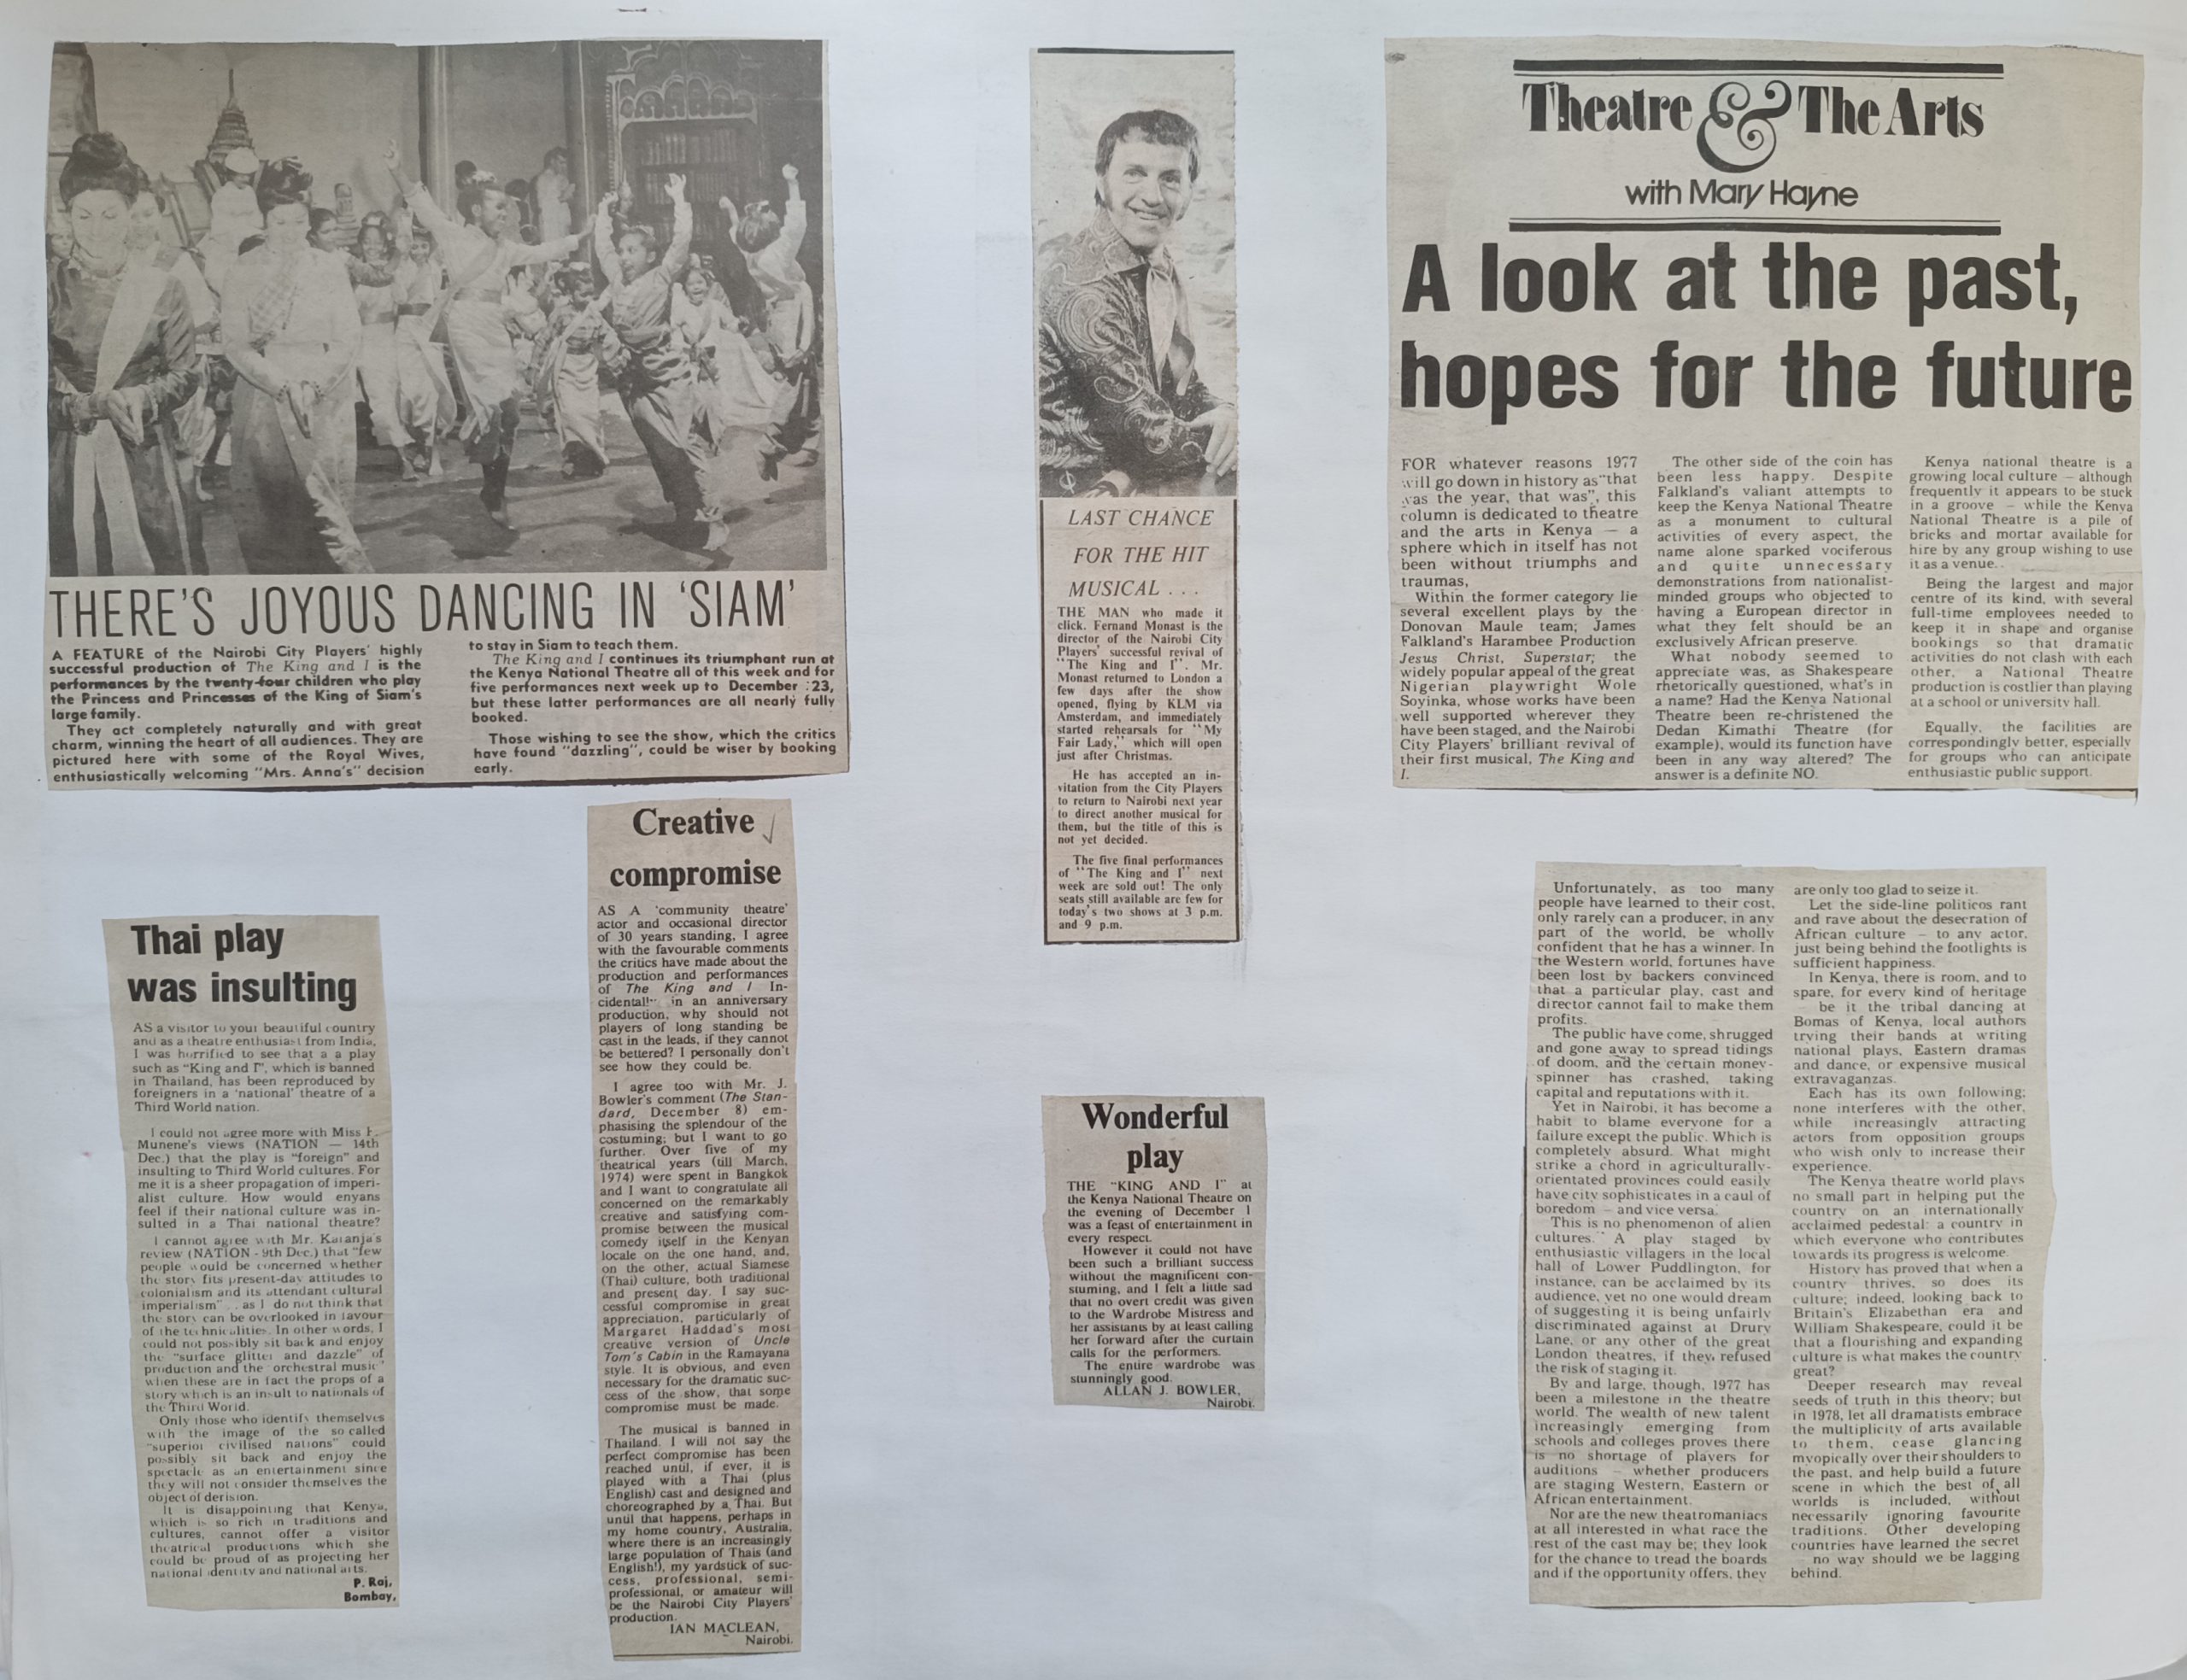 THERE'S JOYOUS DANCING IN 'SIAM'
A FEATURE of the Nairobi City Players' highly
successful production of The King and I is the
performances by the twenty-four children who play
the Princess and Princesses of the King of Siam's
large family.
They act completely naturally and with great
charm, winning the heart of all audiences. They are
pictured here with some of the Royal Wives,
enthusiastically welcoming "Mrs. Anna's" decision
to stay in Siam to teach them.
The King and I continues its triumphant run at
the Kenya National Theatre all of this week and for
five performances next week up to December 23,
but these latter performances are all nearly fully
booked.
Those wishing to see the show, which the critics
have found "dazzling", could be wiser by booking
early.
Thai play
was insulting
AS a visitor to your beautiful country
and as a theatre enthusiast from India,
I was horrified to see that a a play
such as "King and I", which is banned
in Thailand, has been reproduced by
foreigners in a 'national' theatre of a
Third World nation.
I could not agree more with Miss
Munene's views (NATION — 14th
Dec.) that the play is "foreign" and
insulting to Third World cultures. For
me it is a sheer propagation of imperi-
alist culture. How would enyans
feel if their national culture was in-
sulted in a Thai national theatre?
I cannot agree with Mr. Karanja's
review (NATION - 9th Dec.) that "few
people would be concerned whether
the story fits present-day attitudes to
colonialism and its attendant cultural
imperialism" . . as I do not think that
the story can be overlooked in favour
of the technicalities. In other words, I
could not possibly sit back and enjoy
the "surface glitter and dazzle" of
production and the "orchestral music"
when these are in fact the props of a
story which is an insult to nationals of
the Third World.
Only those who identify themselves
with the image of the so called
"superior civilised nations" could
possibly sit back and enjoy the
spectacle as an entertainment since
they will not consider themselves the
object of derision.
It is disappointing that Kenya,
which is so rich in traditions and
cultures, cannot offer a visitor
theatrical productions which she
could be proud of as projecting her
national identity and national arts.
P. Raj,
Bombay,
Creative
compromise
AS A 'community theatre'
actor and occasional director
of 30 years standing, I agree
with the favourable comments
the critics have made about the
production and performances
of The King and I In-
cidentall in an anniversary
production, why should not
players of long standing be
cast in the leads, if they cannot
be bettered? I personally don't
see how they could be.
I agree too with Mr. J.
Bowler's comment (The Stan-
dard, December 8) em-
phasising the splendour of the
costuming; but I want to go
further. Over five of my
theatrical years (till March,
1974) were spent in Bangkok
and I want to congratulate all
concerned on the remarkably
creative and satisfying com-
promise between the musical
comedy itself in the Kenyan
locale on the one hand, and,
on the other, actual Siamese
(Thai) culture, both traditional
and present day. I say suc-
cessful compromise in great
appreciation, particularly of
Margaret Haddad's most
creative version of Uncle
Tom's Cabin in the Ramayana
style. It is obvious, and even
necessary for the dramatic suc-
cess of the show, that some
compromise must be made.
The musical is banned in
Thailand. I will not say the
perfect compromise has been
reached until, if ever, it is
played with a Thai (plus
English) cast and designed and
choreographed by a Thai. But
until that happens, perhaps in
my home country, Australia,
where there is an increasingly
large population of Thais (and
English!), my yardstick of suc-
cess, professional, semi-
professional, or amateur will
be the Nairobi City Players'
production.
IAN MACLEAN,
Nairobi.
LAST CHANCE
FOR THE HIT
MUSICAL . . .
THE MAN who made it
click. Fernand Monast is the
director of the Nairobi City
Players' successful revival of
"The King and I". Mr.
Monast returned to London a
few days after the show
opened, flying by KLM via
Amsterdam, and immediately
started rehearsals for "My
Fair Lady," which will open
just after Christmas.
He has accepted an in-
vitation from the City Players
to return to Nairobi next year
to direct another musical for
them, but the title of this is
not yet decided.
The five final performances
of "The King and I" next
week are sold out! The only
seats still available are few for
today's two shows at 3 p.m.
and 9 p.m.
Wonderful
play
THE "KING AND I" at
the Kenya National Theatre on
the evening of December 1
was a feast of entertainment in
every respect.
However it could not have
been such a brilliant success
without the magnificent con-
stuming, and I felt a little sad
that no overt credit was given
to the Wardrobe Mistress and
her assistants by at least calling
her forward after the curtain
calls for the performers.
The entire wardrobe was
stunningly good.
ALLAN J. BOWLER,
Nairobi.
Theatre & The Arts
with Mary Hayne
A look at the past,
hopes for the future
FOR whatever reasons 1977
will go down in history as "that
was the year, that was", this
column is dedicated to theatre
and the arts in Kenya — a
sphere which in itself has not
been without triumphs and
traumas,
Within the former category lie
several excellent plays by the
Donovan Maule team; James
Falkland's Harambee Production
Jesus Christ, Superstar; the
widely popular appeal of the great
Nigerian playwright Wole
Soyinka, whose works have been
well supported wherever they
have been staged, and the Nairobi
City Players' brilliant revival of
their first musical, The King and
I.
The other side of the coin has
been less happy. Despite
Falkland's valiant attempts to
keep the Kenya National Theatre
as a monument to cultural
activities of every aspect, the
name alone sparked vociferous
and quite unnecessary
demonstrations from nationalist-
minded groups who objected to
having a European director in
what they felt should be an
exclusively African preserve.
What nobody seemed to
appreciate was, as Shakespeare
rhetorically questioned, what's in
a name? Had the Kenya National
Theatre been re-christened the
Dedan Kimathi Theatre (for
example), would its function have
been in any way altered? The
answer is a definite NO.
Kenya national theatre is a
growing local culture – although
frequently it appears to be stuck
in a groove – while the Kenya
National Theatre is a pile of
bricks and mortar available for
hire by any group wishing to use
it as a venue. .
Being the largest and major
centre of its kind, with several
full-time employees needed to
keep it in shape and organise
bookings so that dramatic
activities do not clash with each
other, a National Theatre
production is costlier than playing
at a school or university hall.
Equally, the facilities are
correspondingly better, especially
for groups who can anticipate
enthusiastic public support.
Unfortunately, as too many
people have learned to their cost,
only rarely can a producer, in any
part of the world, be wholly
confident that he has a winner. In
the Western world, fortunes have
been lost by backers convinced
that a particular play, cast and
director cannot fail to make them
profits.
The public have come, shrugged
and gone away to spread tidings
of doom, and the certain money-
spinner has crashed, taking
capital and reputations with it.
Yet in Nairobi, it has become a
habit to blame everyone for a
failure except the public. Which is
completely absurd. What might
strike a chord in agriculturally-
orientated provinces could easily
have city sophisticates in a caul of
boredom – and vice versa.
This is no phenomenon of alien
cultures. A play staged by
enthusiastic villagers in the local
hall of Lower Puddlington, for
instance, can be acclaimed by its
audience, yet no one would dream
of suggesting it is being unfairly
discriminated against at Drury
Lane, or any other of the great
London theatres, if they, refused
the risk of staging it.
By and large, though, 1977 has
been a milestone in the theatre
world. The wealth of new talent
increasingly emerging from
schools and colleges proves there
is no shortage of players for
auditions – whether producers
are staging Western, Eastern or
African entertainment.
Nor are the new theatromaniacs
at all interested in what race the
rest of the cast may be; they look
for the chance to tread the boards
and if the opportunity offers, they
are only too glad to seize it.
Let the side-line politicos rant
and rave about the desecration of
African culture – to any actor,
just being behind the footlights is
sufficient happiness.
In Kenya, there is room, and to
spare, for every kind of heritage
be it the tribal dancing at
Bomas of Kenya, local authors
trying their hands at writing
national plays, Eastern dramas
and dance, or expensive musical
extravaganzas.
Each has its own following;
none interferes with the other,
while increasingly attracting
actors from opposition groups
who wish only to increase their
experience.
The Kenya theatre world plays
no small part in helping put the
country on an internationally
acclaimed pedestal: a country in
which everyone who contributes
towards its progress is welcome.
History has proved that when a
country thrives, so does its
culture; indeed, looking back to
Britain's Elizabethan era and
William Shakespeare, could it be
that a flourishing and expanding
culture is what makes the country
great?
Deeper research may reveal
seeds of truth in this theory; but
in 1978, let all dramatists embrace
the multiplicity of arts available
to them, cease glancing
myopically over their shoulders to
the past, and help build a future
scene in which the best of all
worlds is included, without
necessarily ignoring favourite
traditions. Other developing
countries have learned the secret
no way should we be lagging
behind.